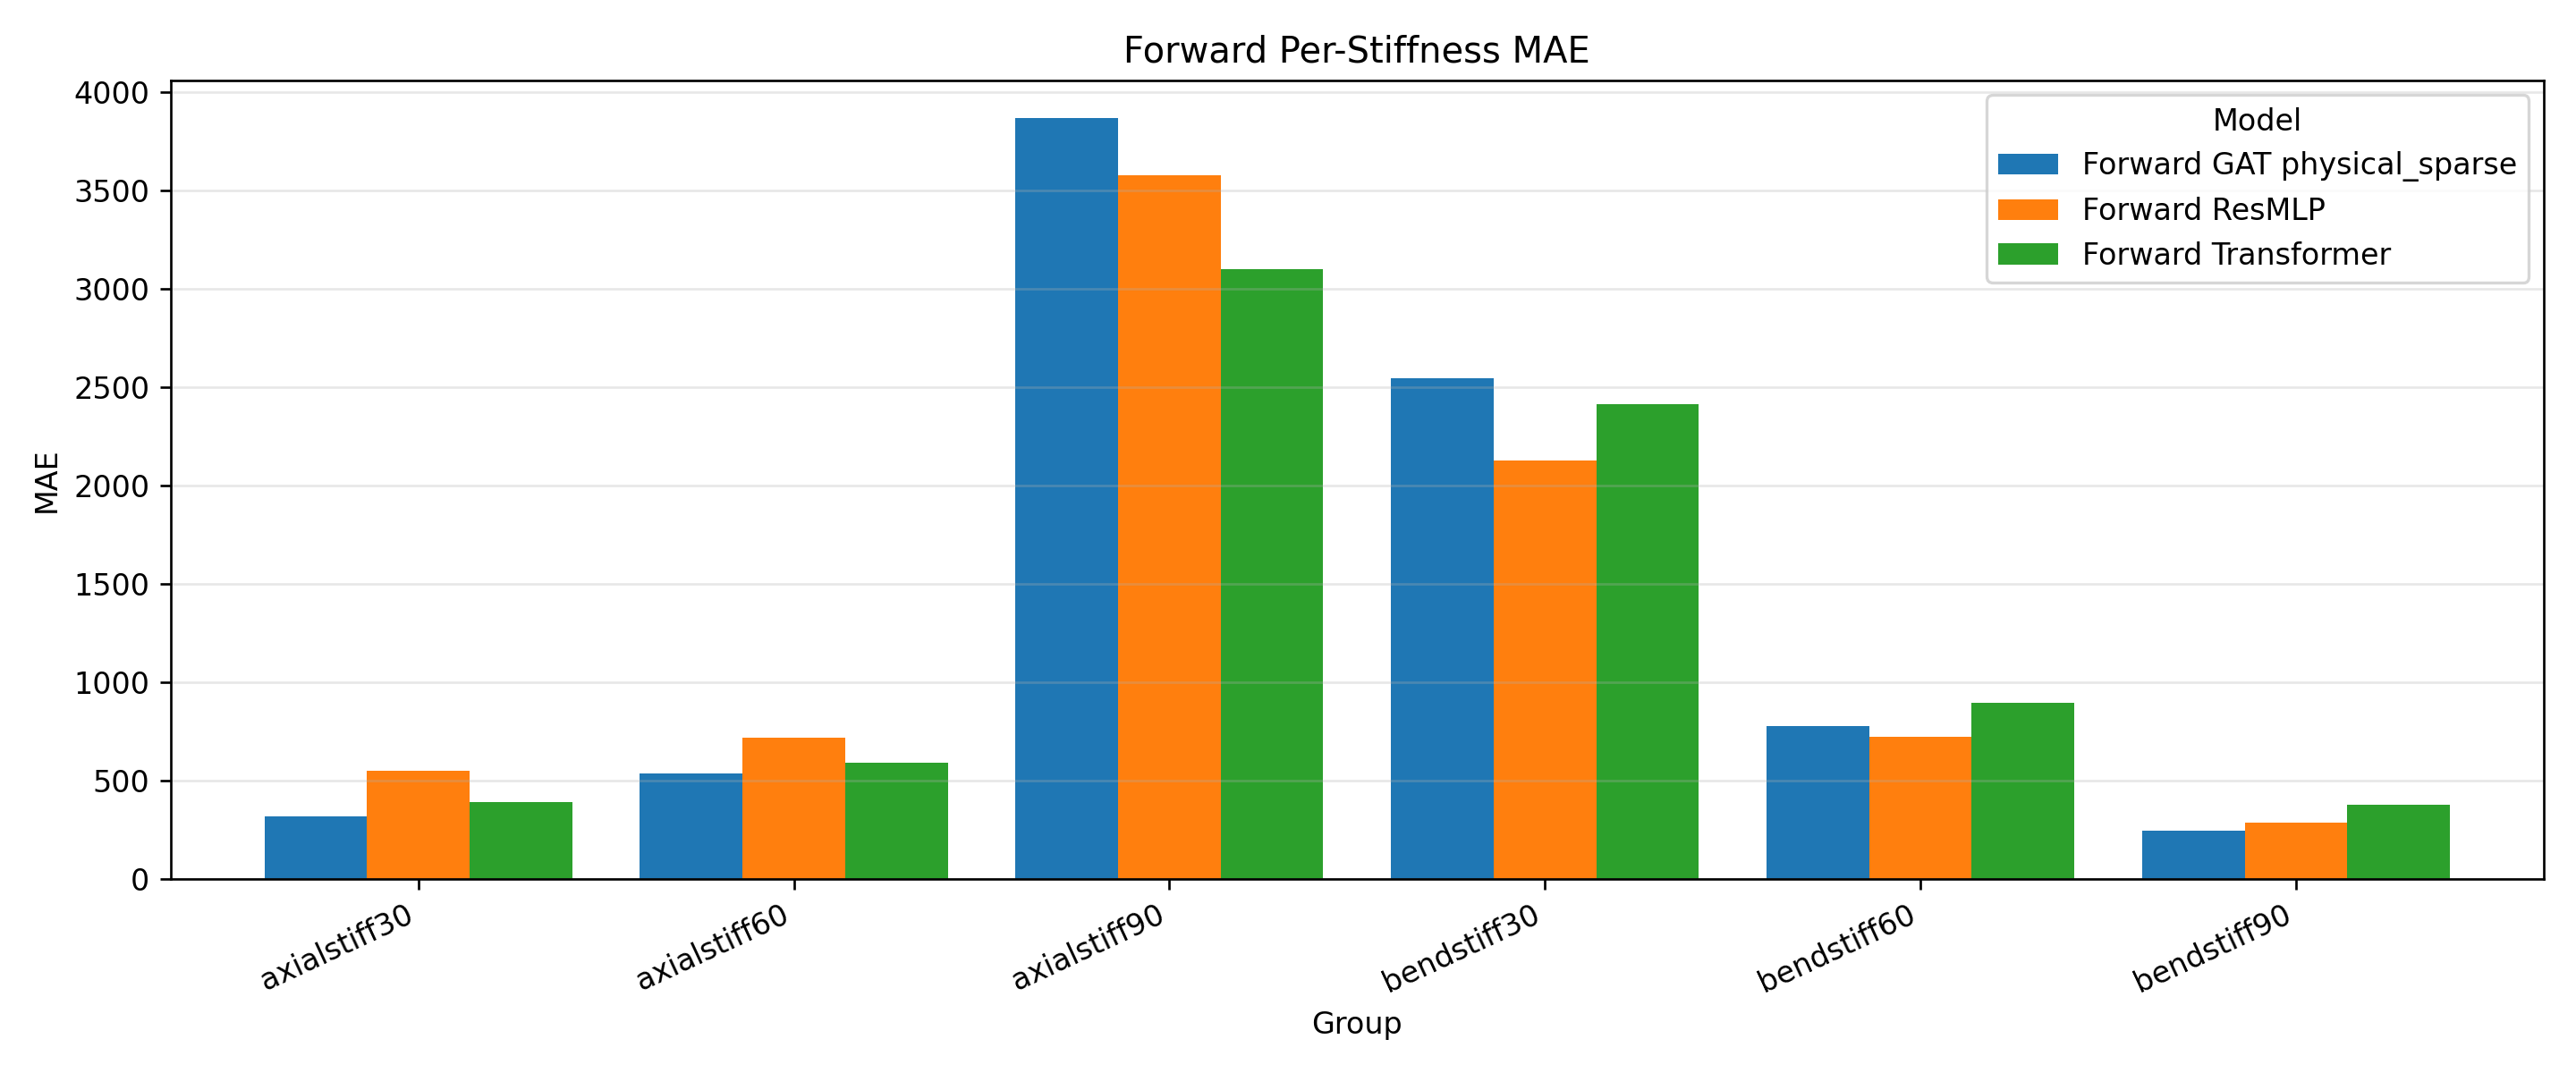 Forward Per-Stiffness MAE
4000
3500
3000
2500
2000
1500
1000
500
0
MAE
Model
Forward GAT physical_sparse
Forward ResMLP
Forward Transformer
axialstiff30
axialstiff60
axialstiff90
bendstiff30
bendstiff60
bendstiff90
Group